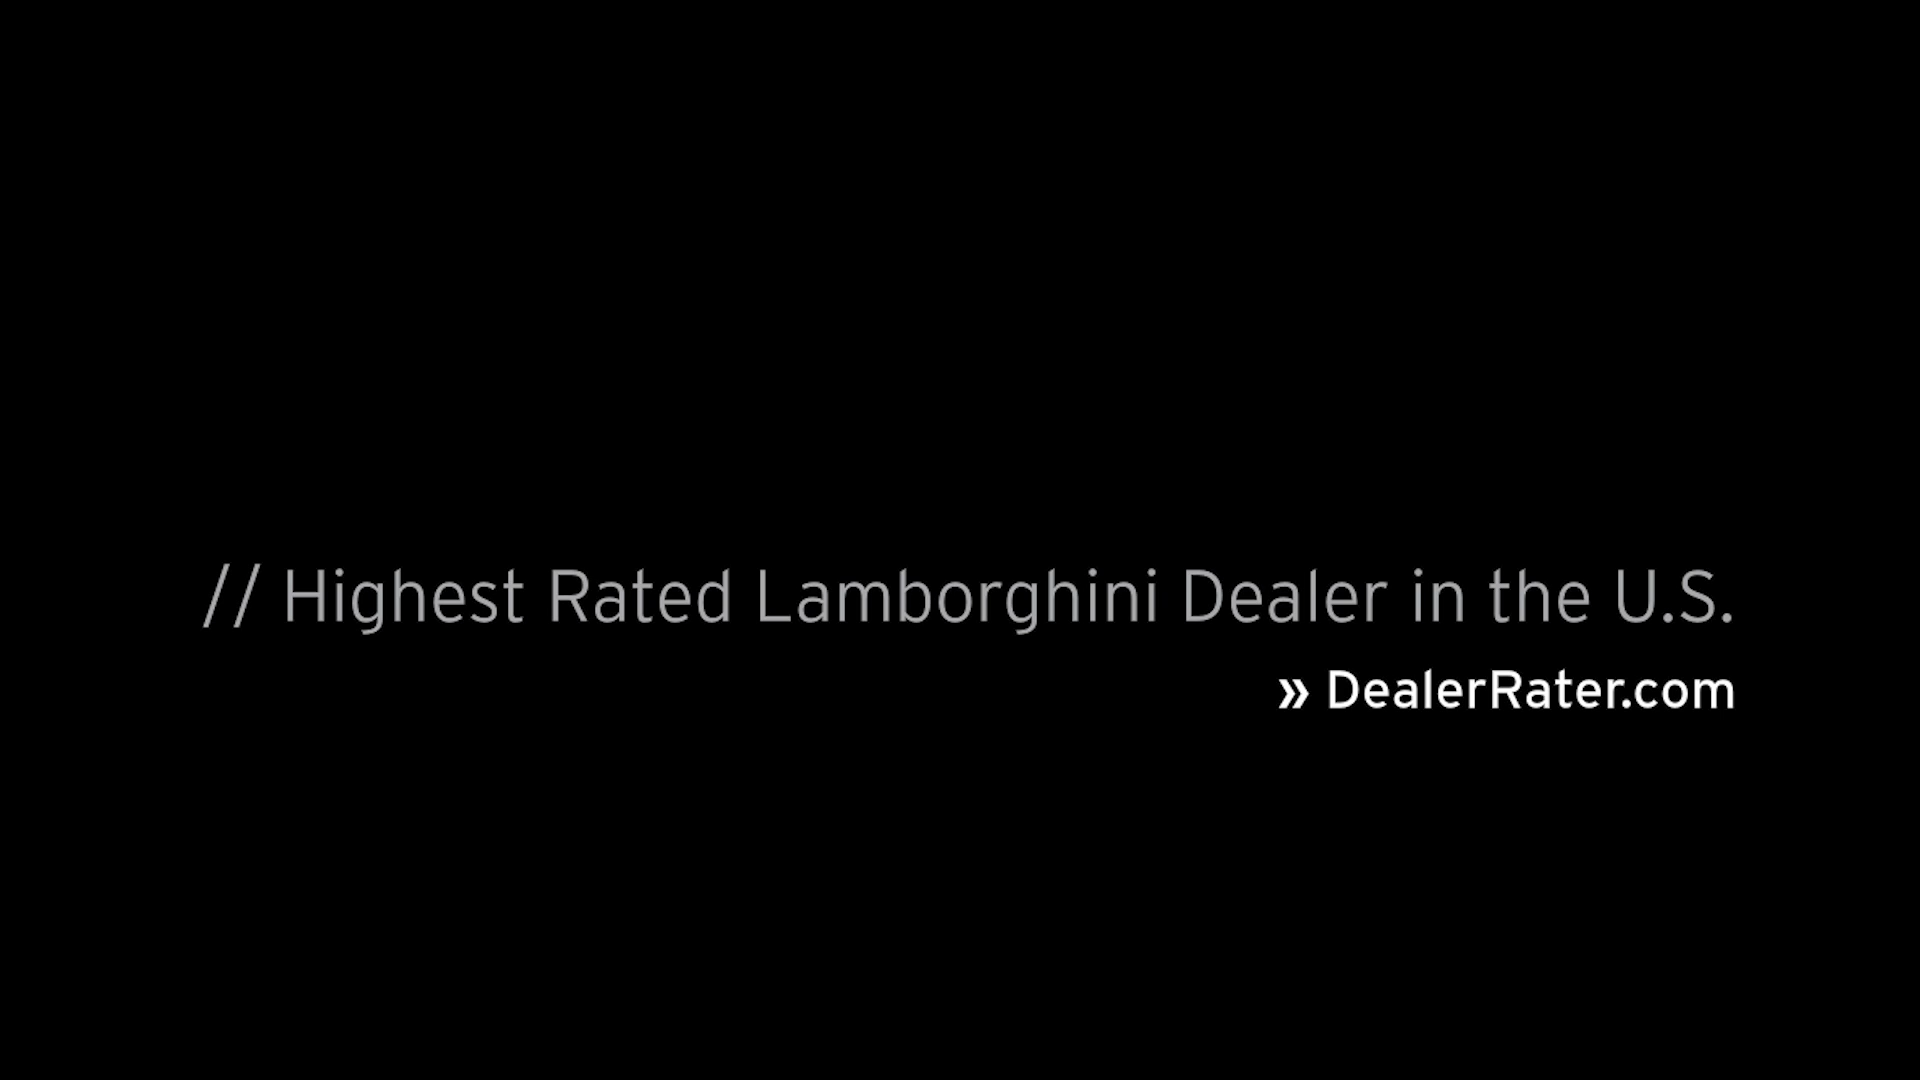 // Highest Rated Lamborghini Dealer in the U.S.
» DealerRater.com